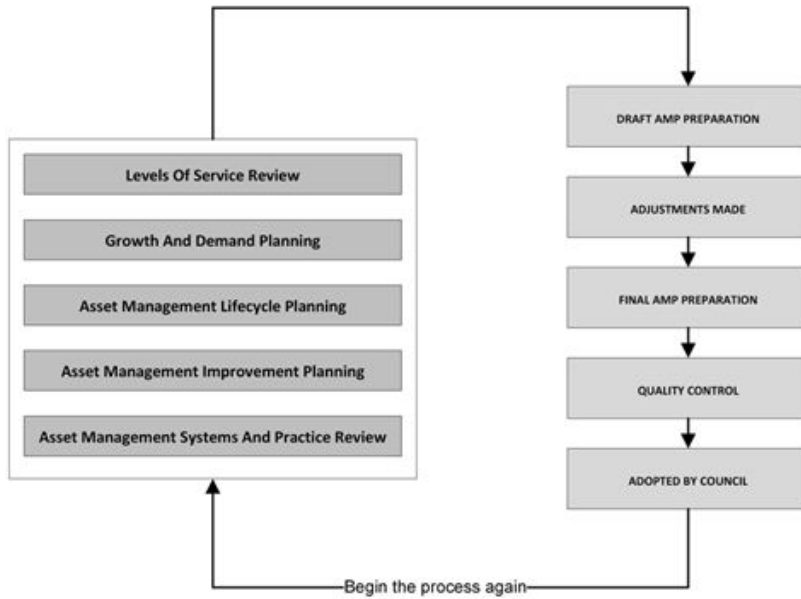 Levels Of Service Review
Growth And Demand Planning
Asset Management Lifecycle Planning
Asset Management Improvement Planning
Asset Management Systems And Practice Review
DRAFT AMP PREPARATION
ADJUSTMENTS MADE
FINAL AMP PREPARATION
QUALITY CONTROL
ADOPTED BY COUNCIL
Begin the process again